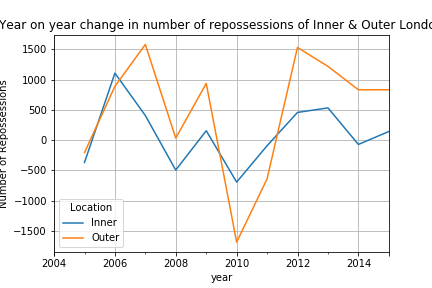 Year on year change in number of repossessions of Inner & Outer Londo
1500
1000
500
0
−500
−1000
−1500
Number of Repossessions
Location
Inner
Outer
2004
2006
2008
2010
2012
2014
year